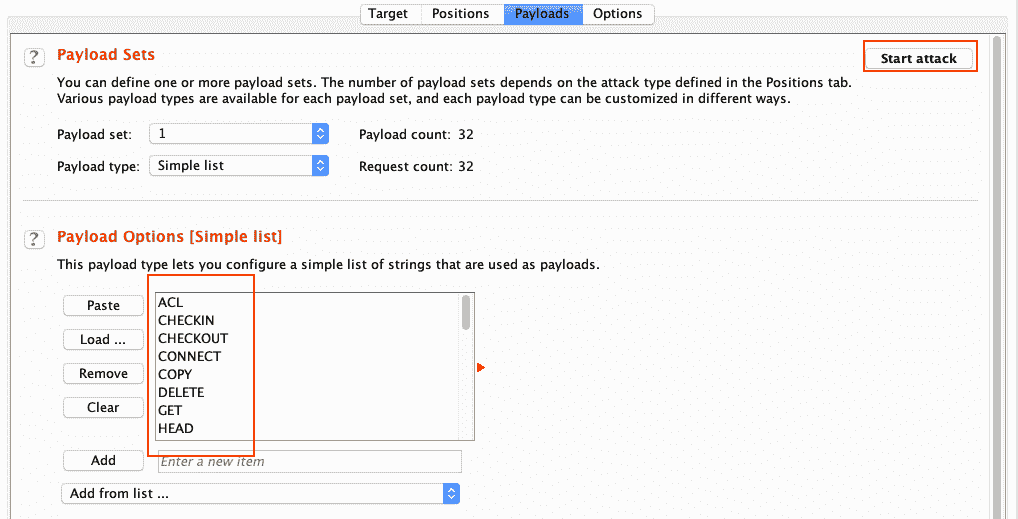 Target Positions Payloads Options
? Payload Sets Start attack
You can define one or more payload sets. The number of payload sets depends on the attack type defined in the Positions tab.
Various payload types are available for each payload set, and each payload type can be customized in different ways.
Payload set: 1 Payload count: 32
Payload type: Simple list Request count: 32
? Payload Options [Simple list]
This payload type lets you configure a simple list of strings that are used as payloads.
Paste
Load ...
Remove
Clear
ACL
CHECKIN
CHECKOUT
CONNECT
COPY
DELETE
GET
HEAD
Add Enter a new item
Add from list ...